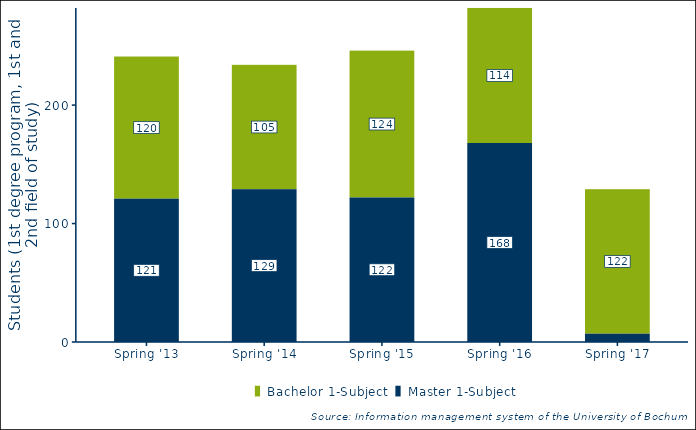 Students (1st degree program, 1st and
2nd field of study)
200
100
0
120
105
124
114
122
121
129
122
168
Spring '13
Spring '14
Spring '15
Spring '16
Spring '17
Bachelor 1-Subject
Master 1-Subject
Source: Information management system of the University of Bochum